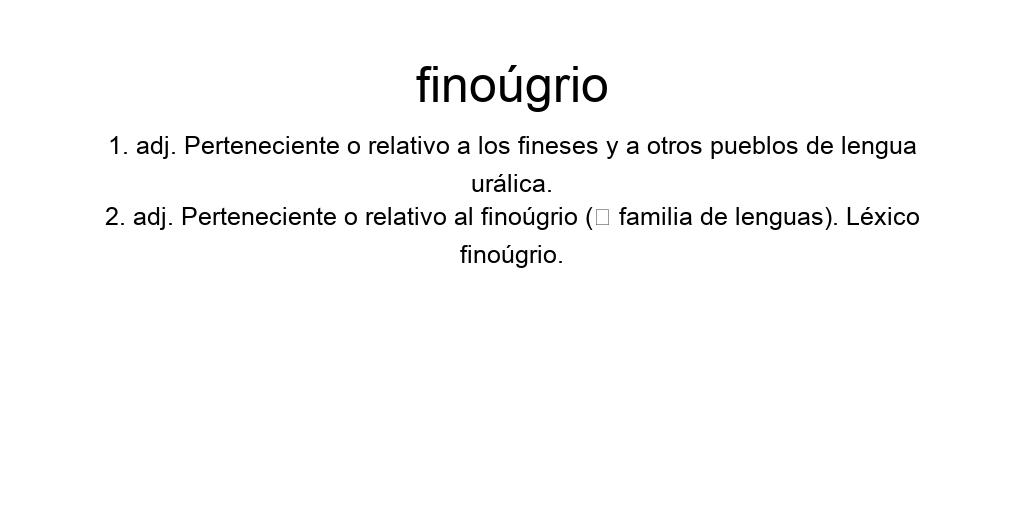 finoúgrio
1. adj. Perteneciente o relativo a los fineses y a otros pueblos de lengua
urálica.
2. adj. Perteneciente o relativo al finoúgrio (□ familia de lenguas). Léxico
finoúgrio.